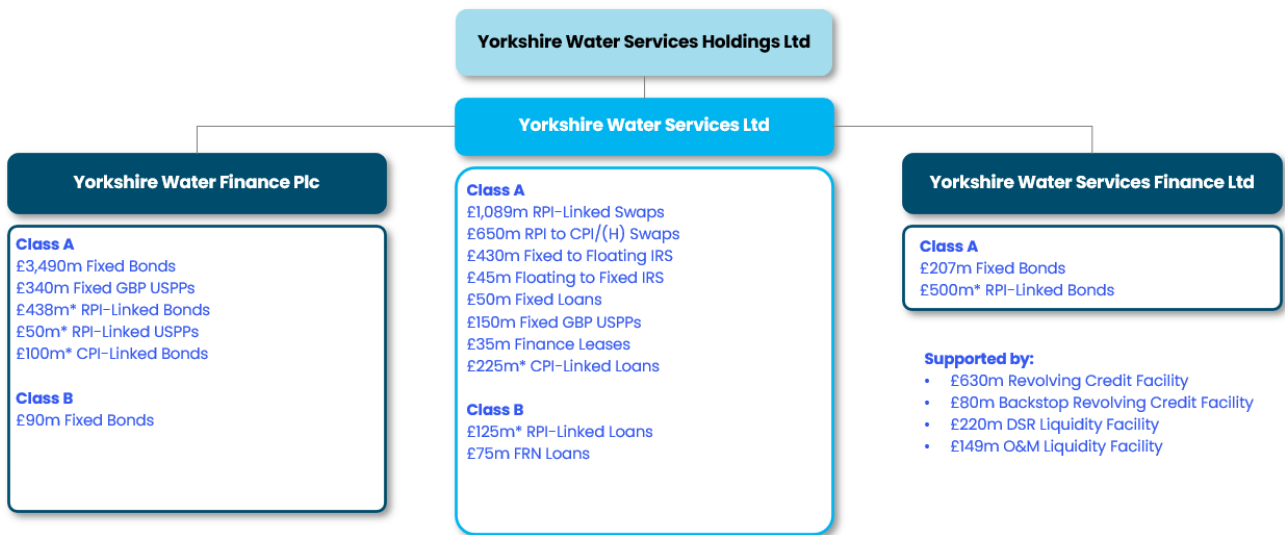 Yorkshire Water Services Holdings Ltd
Yorkshire Water Services Ltd
Yorkshire Water Finance Plc
Class A
£3,490m Fixed Bonds
£340m Fixed GBP USPPs
£438m* RPI-Linked Bonds
£50m* RPI-Linked USPPs
£100m* CPI-Linked Bonds
Class B
£90m Fixed Bonds
Class A
£1,089m RPI-Linked Swaps
£650m RPI to CPI/(H) Swaps
£430m Fixed to Floating IRS
£45m Floating to Fixed IRS
£50m Fixed Loans
£150m Fixed GBP USPPs
£35m Finance Leases
£225m* CPI-Linked Loans
Class B
£125m* RPI-Linked Loans
£75m FRN Loans
Yorkshire Water Services Finance Ltd
Class A
£207m Fixed Bonds
£500m* RPI-Linked Bonds
Supported by:
• £630m Revolving Credit Facility
• £80m Backstop Revolving Credit Facility
• £220m DSR Liquidity Facility
• £149m O&M Liquidity Facility